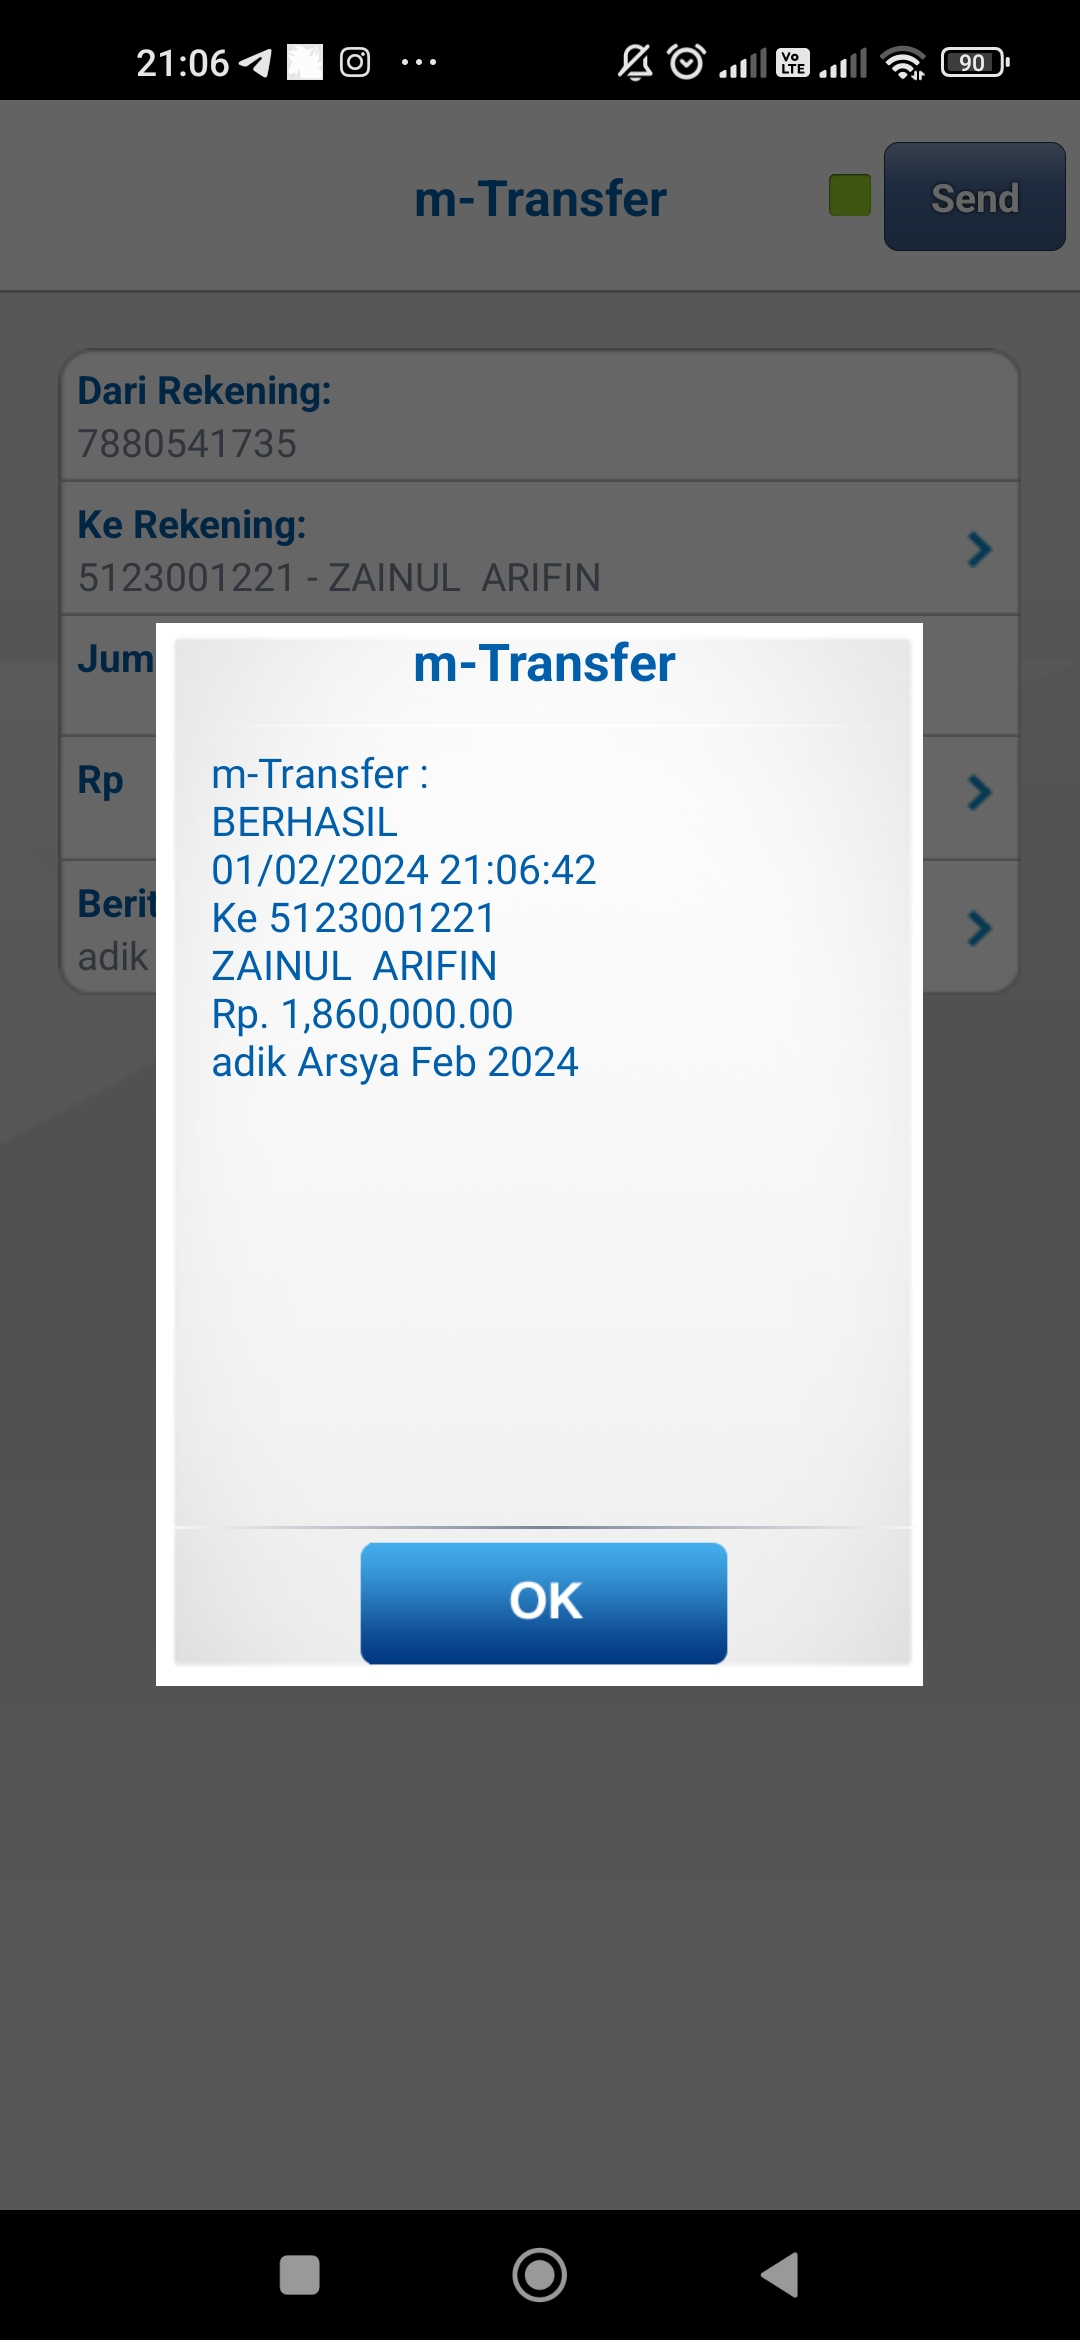 21:06
Vo
LTE
90
m-Transfer
Send
Dari Rekening:
7880541735
Ke Rekening:
5123001221 - ZAINUL  ARIFIN
Jum
Rp
Berit
adik
m-Transfer
m-Transfer :
BERHASIL
01/02/2024 21:06:42
Ke 5123001221
ZAINUL  ARIFIN
Rp. 1,860,000.00
adik Arsya Feb 2024
OK